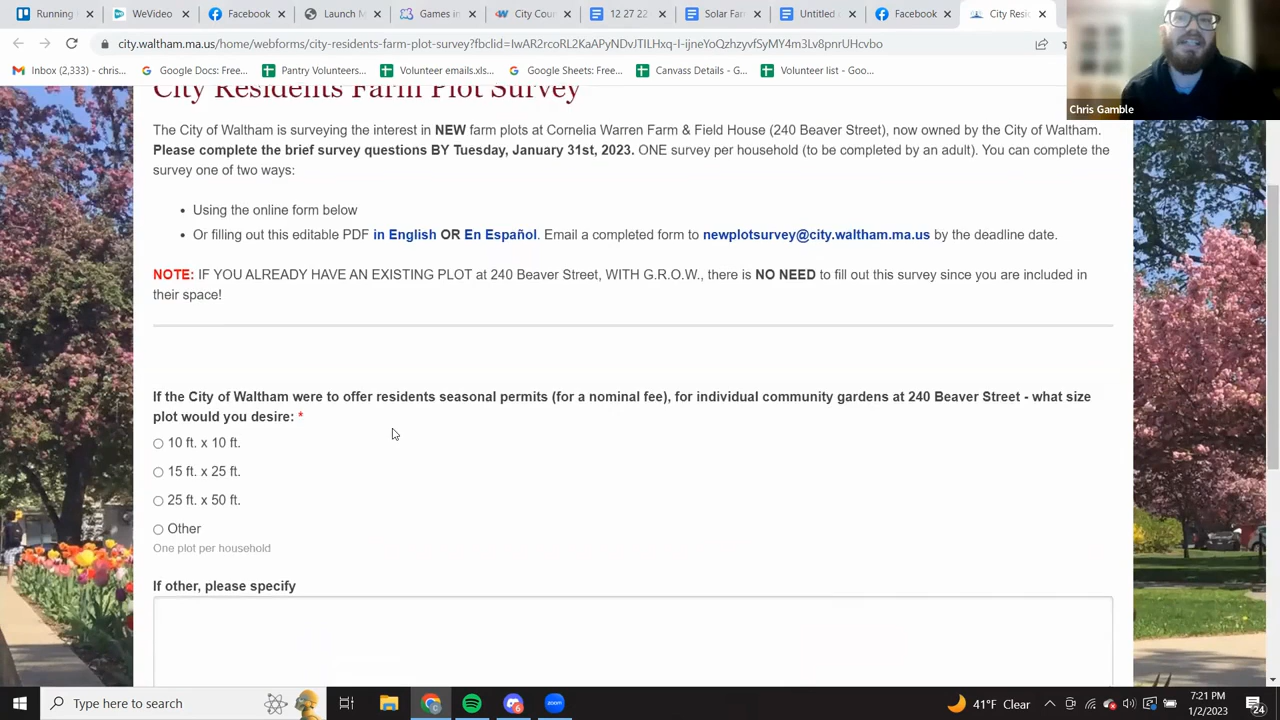 Running
WeVideo
Facebook
Launch M
Games in
City Coun
12 27 22
Solar Fa
Untitled
Facebook
City Resi
city.waltham.ma.us/home/webforms/city-residents-farm-plot-survey?fbclid=IwAR2rcoRL2KaAPyNDvJTILHxq-I-ijneYoQzhzyvfSyMY4m3Lv8pnrUHcvbo
Inbox (2,333) - chris...
Google Docs: Free...
Pantry Volunteers...
Volunteer emails.xls...
Google Sheets: Free...
Canvass Details - G...
Volunteer list - Goo...
Chris Gamble
City Residents Farm Plot Survey
The City of Waltham is surveying the interest in NEW farm plots at Cornelia Warren Farm & Field House (240 Beaver Street), now owned by the City of Waltham.
Please complete the brief survey questions BY Tuesday, January 31st, 2023. ONE survey per household (to be completed by an adult). You can complete the
survey one of two ways:
Using the online form below
Or filling out this editable PDF in English OR En Español. Email a completed form to newplotsurvey@city.waltham.ma.us by the deadline date.
NOTE: IF YOU ALREADY HAVE AN EXISTING PLOT at 240 Beaver Street, WITH G.R.O.W., there is NO NEED to fill out this survey since you are included in
their space!
If the City of Waltham were to offer residents seasonal permits (for a nominal fee), for individual community gardens at 240 Beaver Street - what size
plot would you desire: *
10 ft. x 10 ft.
15 ft. x 25 ft.
25 ft. x 50 ft.
Other
One plot per household
If other, please specify
Type here to search
41°F Clear
7:21 PM
1/2/2023
24